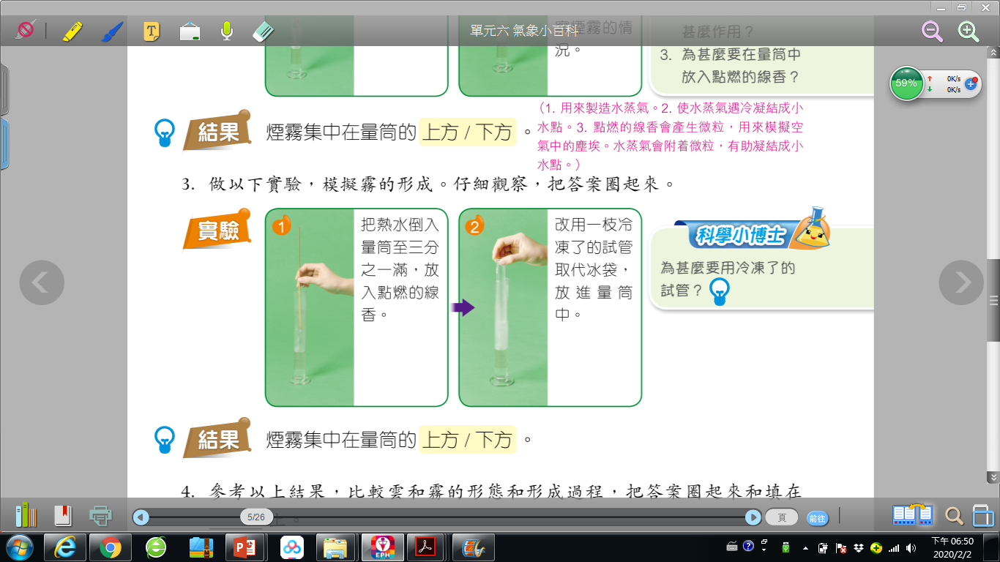 單元六 氣象小百科
察煙霧的情
況。
甚麼作用？
3. 為甚麼要在量筒中
放入點燃的線香？
59%
0K/s
0K/s
結果
煙霧集中在量筒的 上方 / 下方 。
（1. 用來製造水蒸氣。2. 使水蒸氣遇冷凝結成小
水點。3. 點燃的線香會產生微粒，用來模擬空
氣中的塵埃。水蒸氣會附着微粒，有助凝結成小
水點。）
3. 做以下實驗，模擬霧的形成。仔細觀察，把答案圈起來。
實驗
1
把熱水倒入
量筒至三分
之一滿，放
入點燃的線
香。
2
改用一枝冷
凍了的試管
取代冰袋，
放進量筒
中。
科學小博士
為甚麼要用冷凍了的
試管？
結果
煙霧集中在量筒的 上方 / 下方 。
4. 參考以上結果，比較雲和霧的形態和形成過程，把答案圈起來和填在
上。
5/26
頁
前往
EPH
下午 06:50
2020/2/2